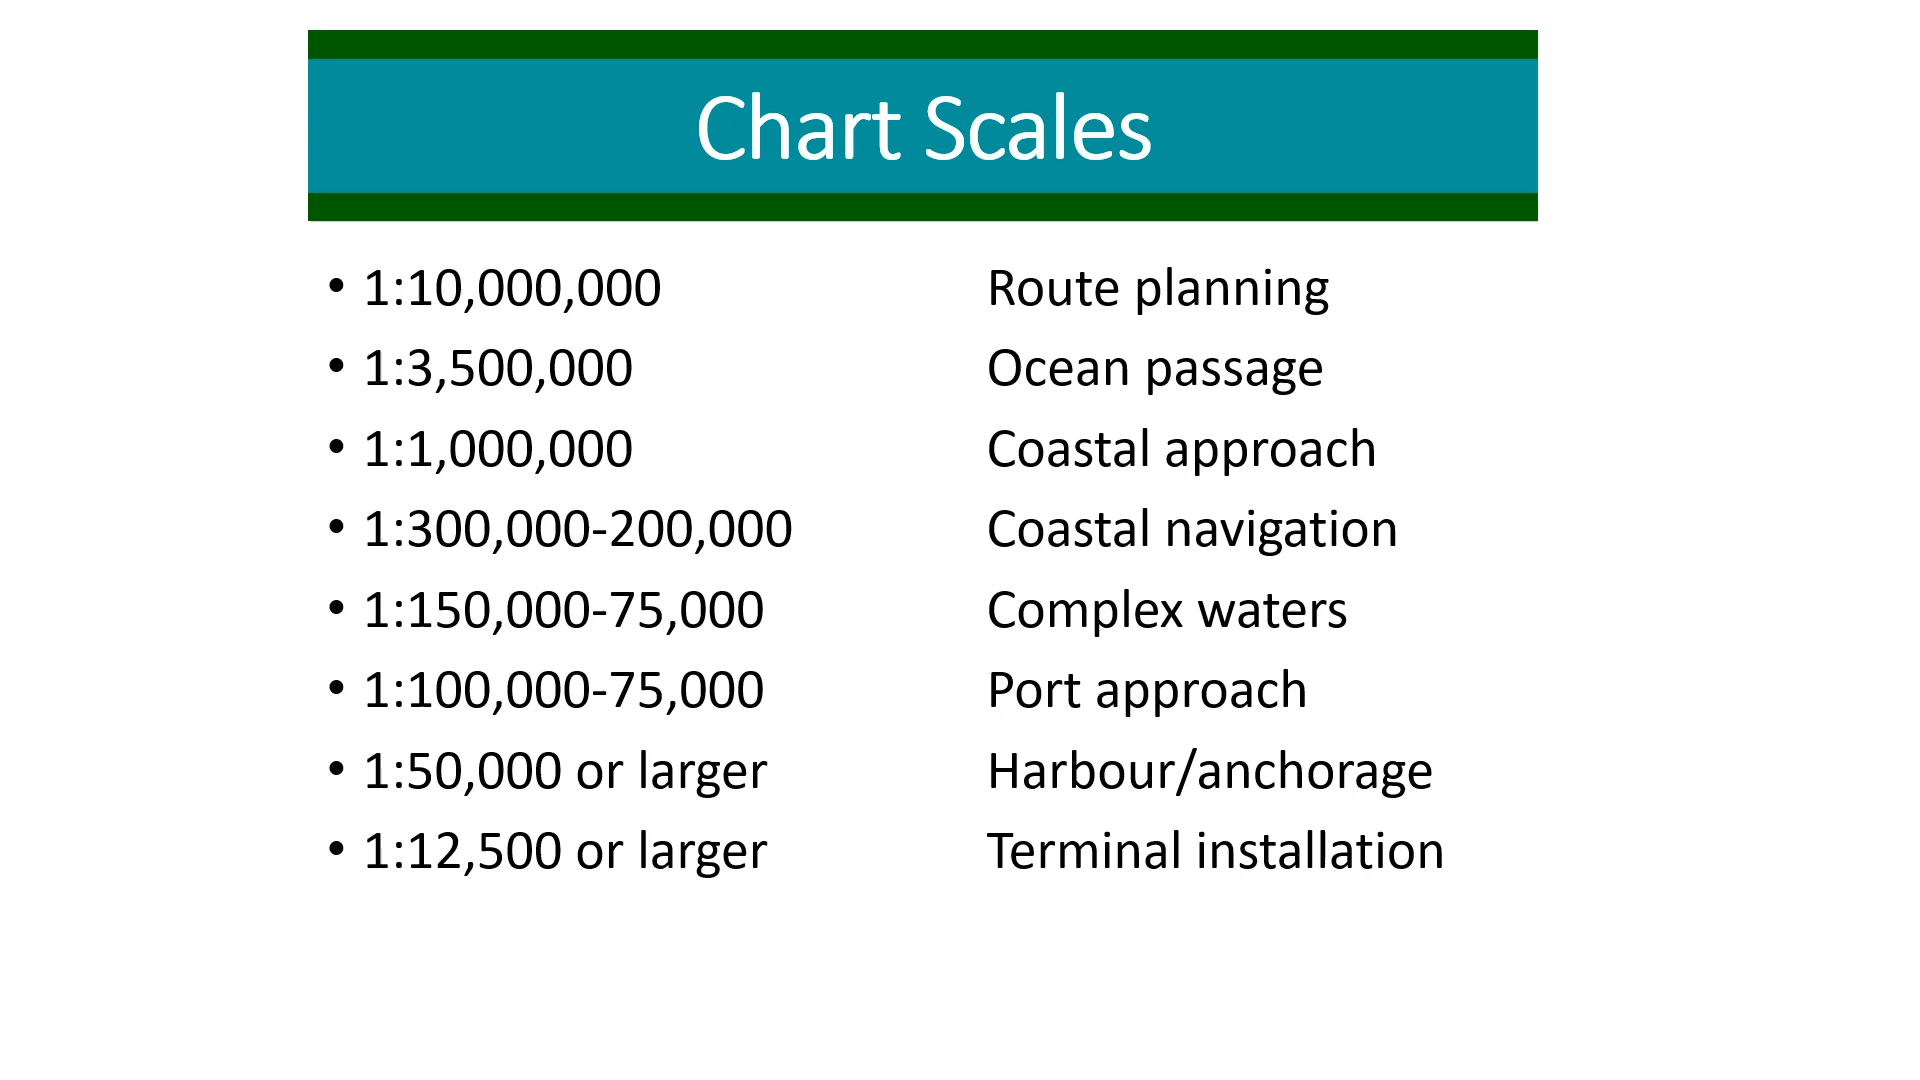 Chart Scales
• 1:10,000,000 Route planning
• 1:3,500,000 Ocean passage
• 1:1,000,000 Coastal approach
• 1:300,000-200,000 Coastal navigation
• 1:150,000-75,000 Complex waters
• 1:100,000-75,000 Port approach
• 1:50,000 or larger Harbour/anchorage
• 1:12,500 or larger Terminal installation